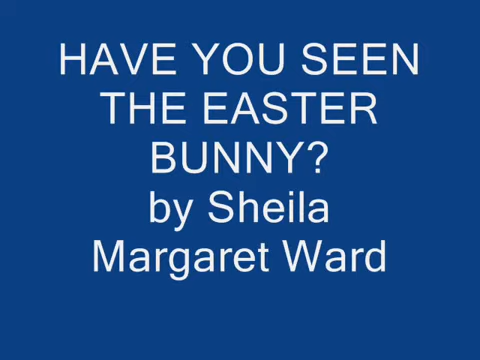 HAVE YOU SEEN
THE EASTER
BUNNY?
by Sheila
Margaret Ward